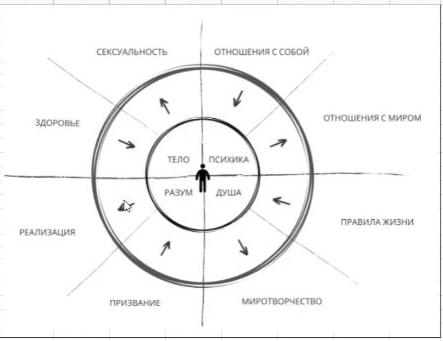 СЕКСУАЛЬНОСТЬ
ОТНОШЕНИЯ С СОБОЙ
ЗДОРОВЬЕ
ОТНОШЕНИЯ С МИРОМ
ТЕЛО
ПСИХИКА
РАЗУМ
ДУША
РЕАЛИЗАЦИЯ
ПРАВИЛА ЖИЗНИ
ПРИЗВАНИЕ
МИРОТВОРЧЕСТВО